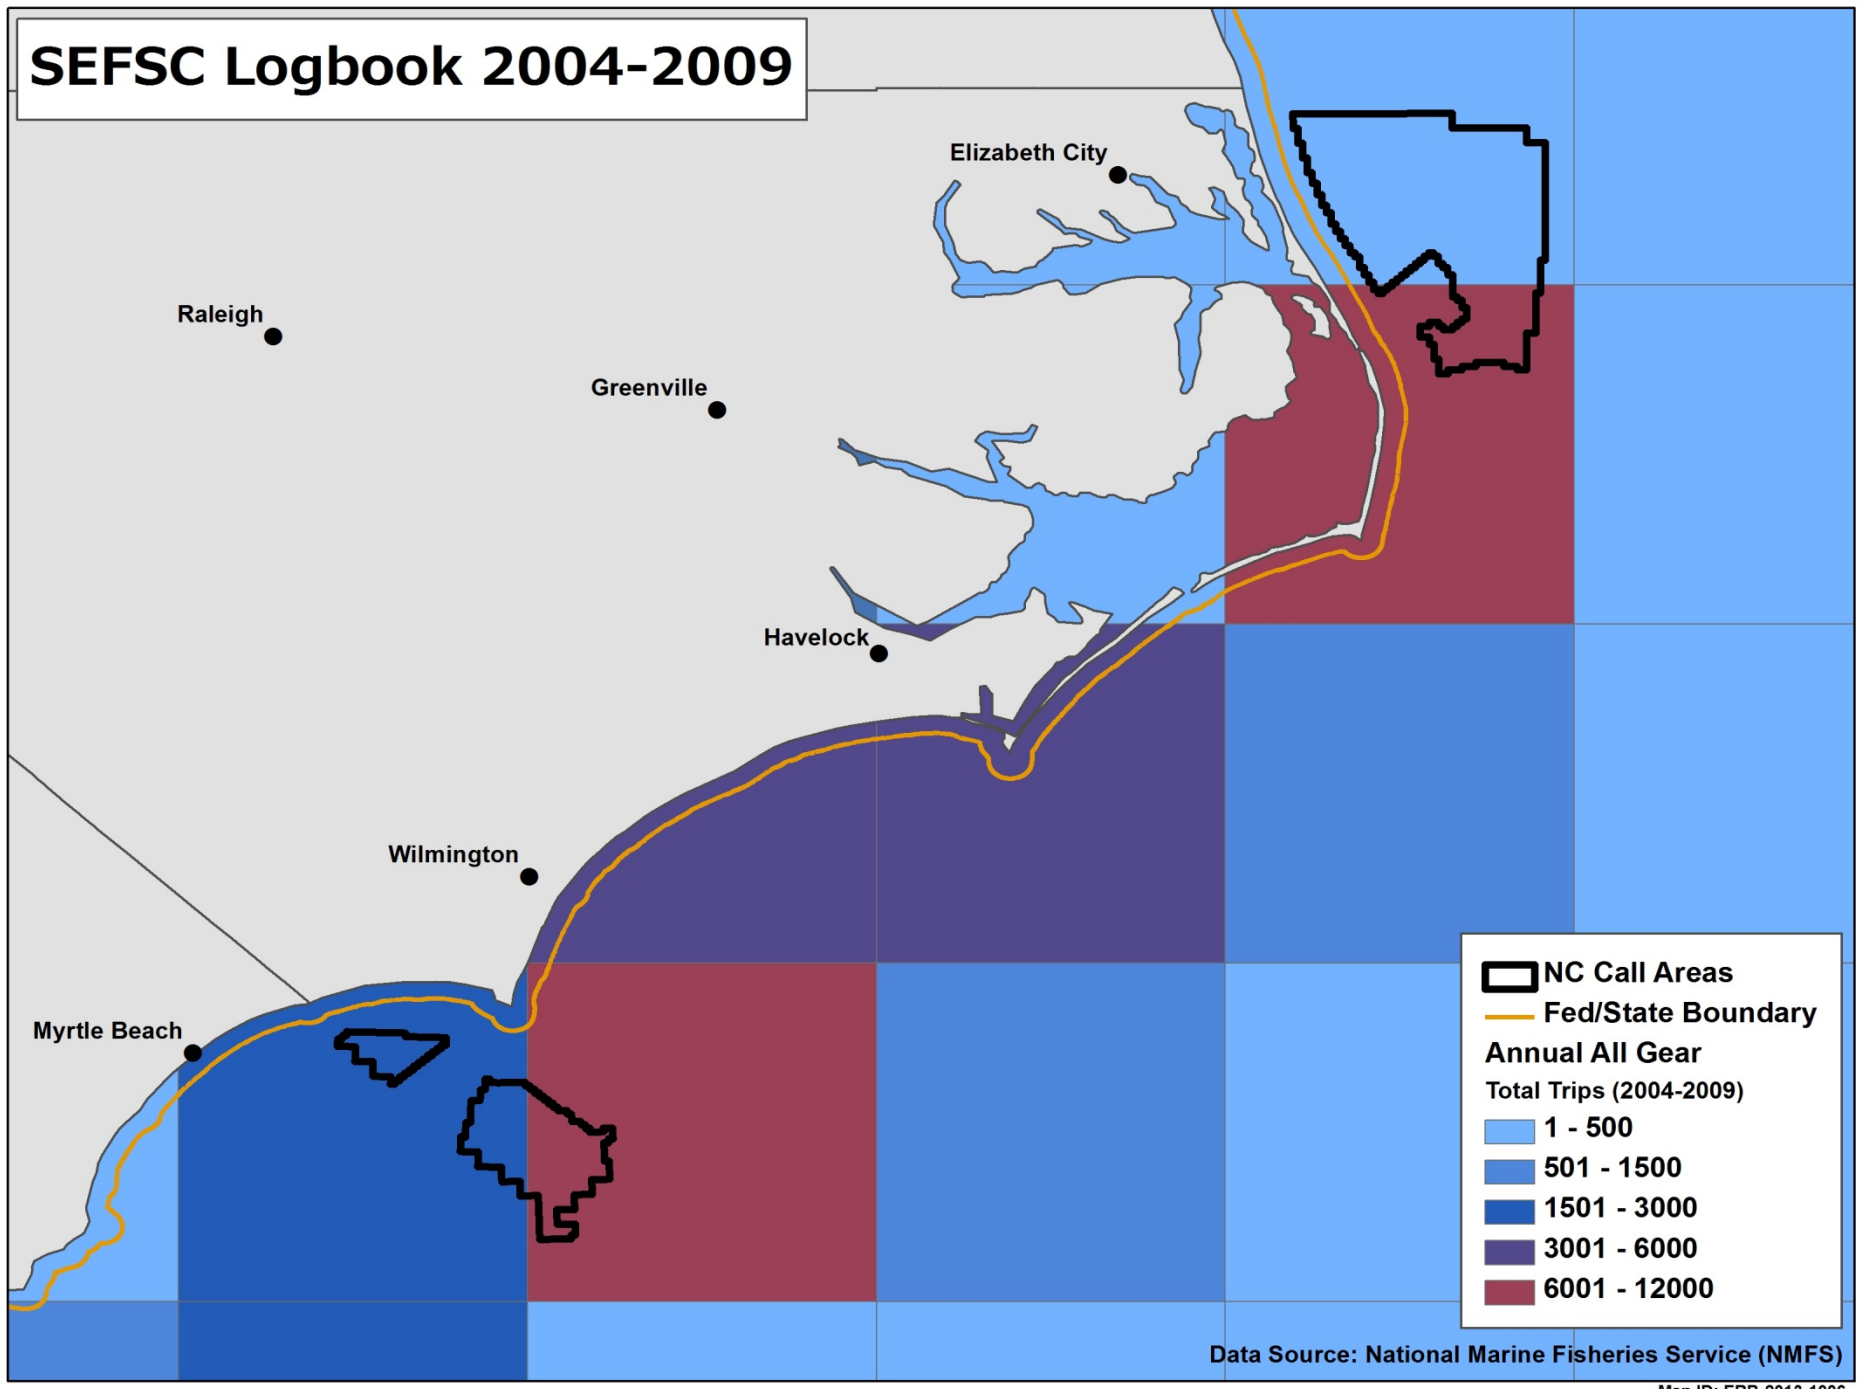 SEFSC Logbook 2004-2009
Elizabeth City
Raleigh
Greenville
Havelock
Wilmington
Myrtle Beach
NC Call Areas
Fed/State Boundary
Annual All Gear
Total Trips (2004-2009)
1 - 500
501 - 1500
1501 - 3000
3001 - 6000
6001 - 12000
Data Source: National Marine Fisheries Service (NMFS)